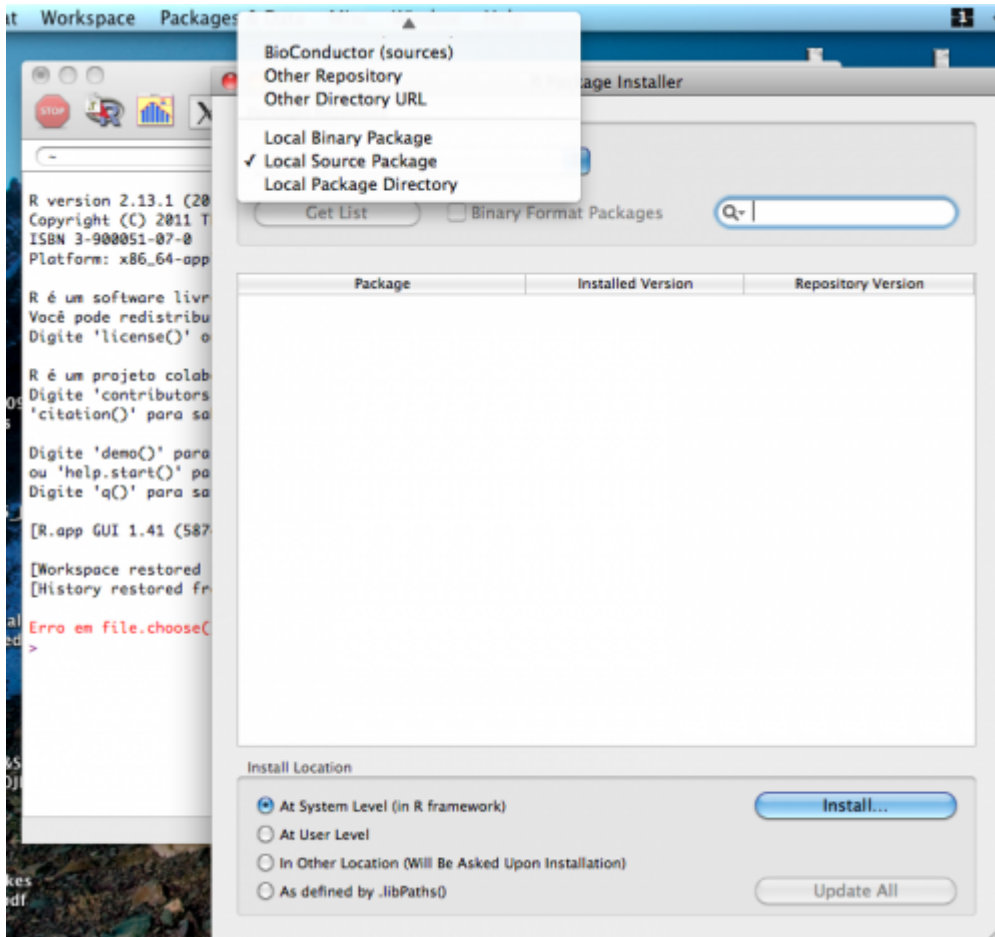 Workspace Packages
BioConductor (sources)
Other Repository
Other Directory URL
Local Binary Package
✓ Local Source Package
Local Package Directory
Installer
STOP
~
R version 2.13.1 (20
Copyright (C) 2011 T
ISBN 3-900051-07-0
Platform: x86_64-app
R é um software livr
Você pode redistribu
Digite 'license()' o
R é um projeto colab
Digite 'contributors
'citation()' para sa
Digite 'demo()' para
ou 'help.start()' pa
Digite 'q()' para sa
[R.app GUI 1.41 (587
[Workspace restored
[History restored fr
Erro em file.choose(
>
Get List
Binary Format Packages
Package Installed Version Repository Version
Install Location
At System Level (in R framework)
At User Level
In Other Location (Will Be Asked Upon Installation)
As defined by .libPaths()
Install...
Update All